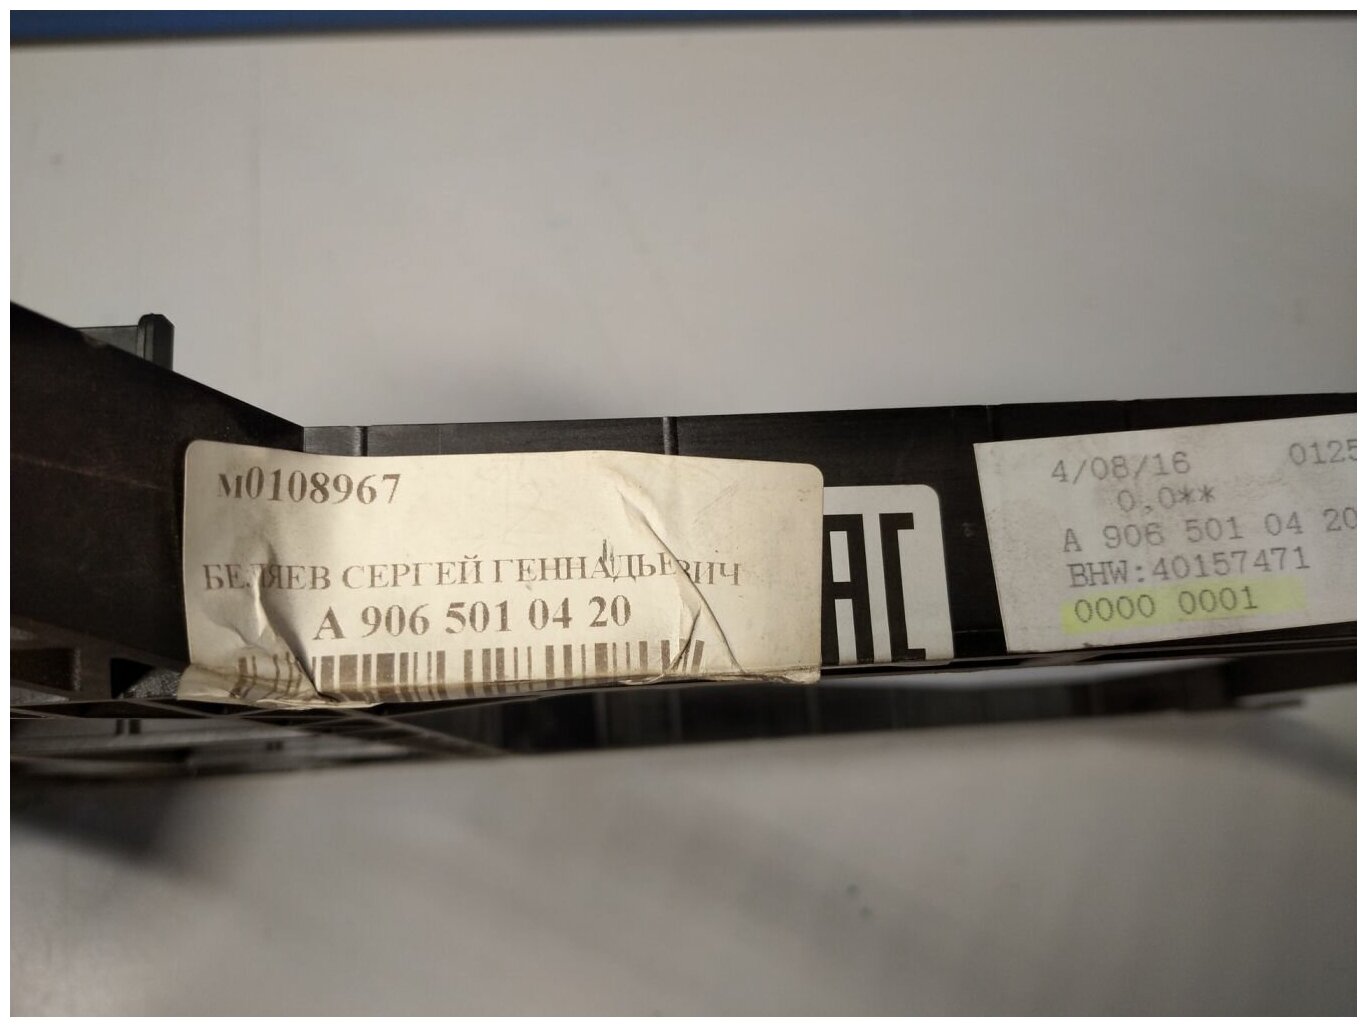 м0108967
БЕЛЯЕВ СЕРГЕЙ ГЕННАДЬЕВИЧ
А 906 501 04 20
EAC
4/08/16 0125
0.0**
A 906 501 04 20
BHW:40157471
0000 0001